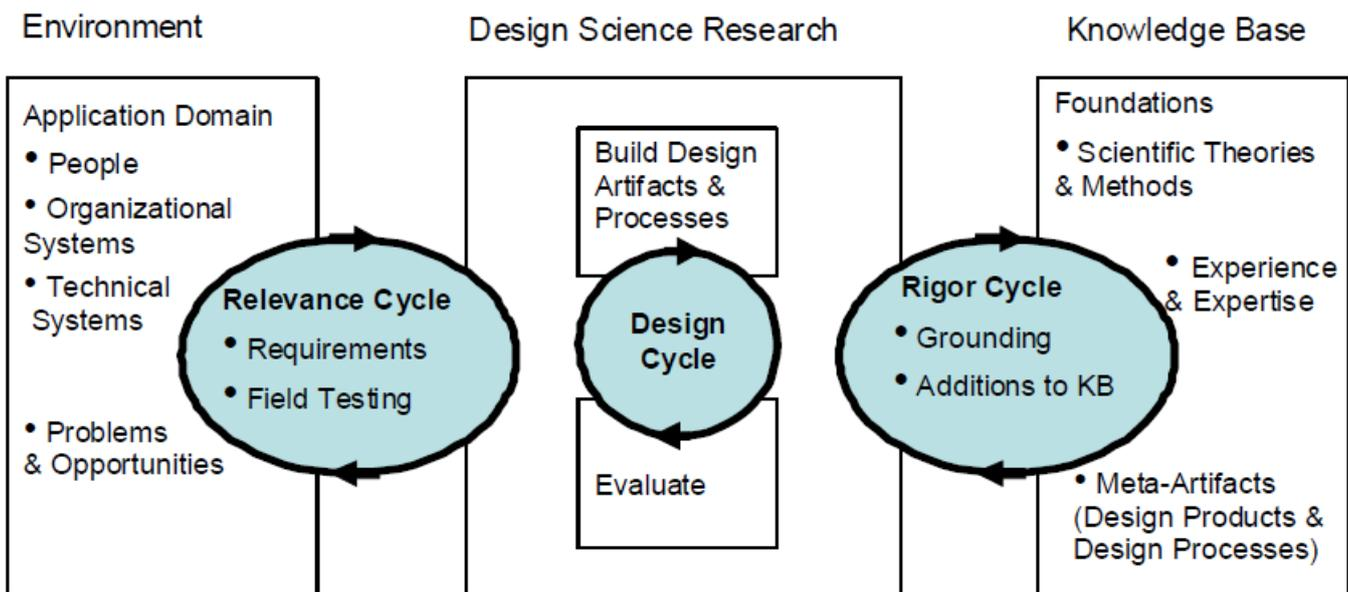 Environment
Design Science Research
Knowledge Base
Application Domain
• People
• Organizational
Systems
• Technical
Systems
• Problems
& Opportunities
Relevance Cycle
• Requirements
• Field Testing
Build Design
Artifacts &
Processes
Design
Cycle
Evaluate
Rigor Cycle
• Grounding
• Additions to KB
Foundations
• Scientific Theories
& Methods
• Experience
& Expertise
• Meta-Artifacts
(Design Products &
Design Processes)